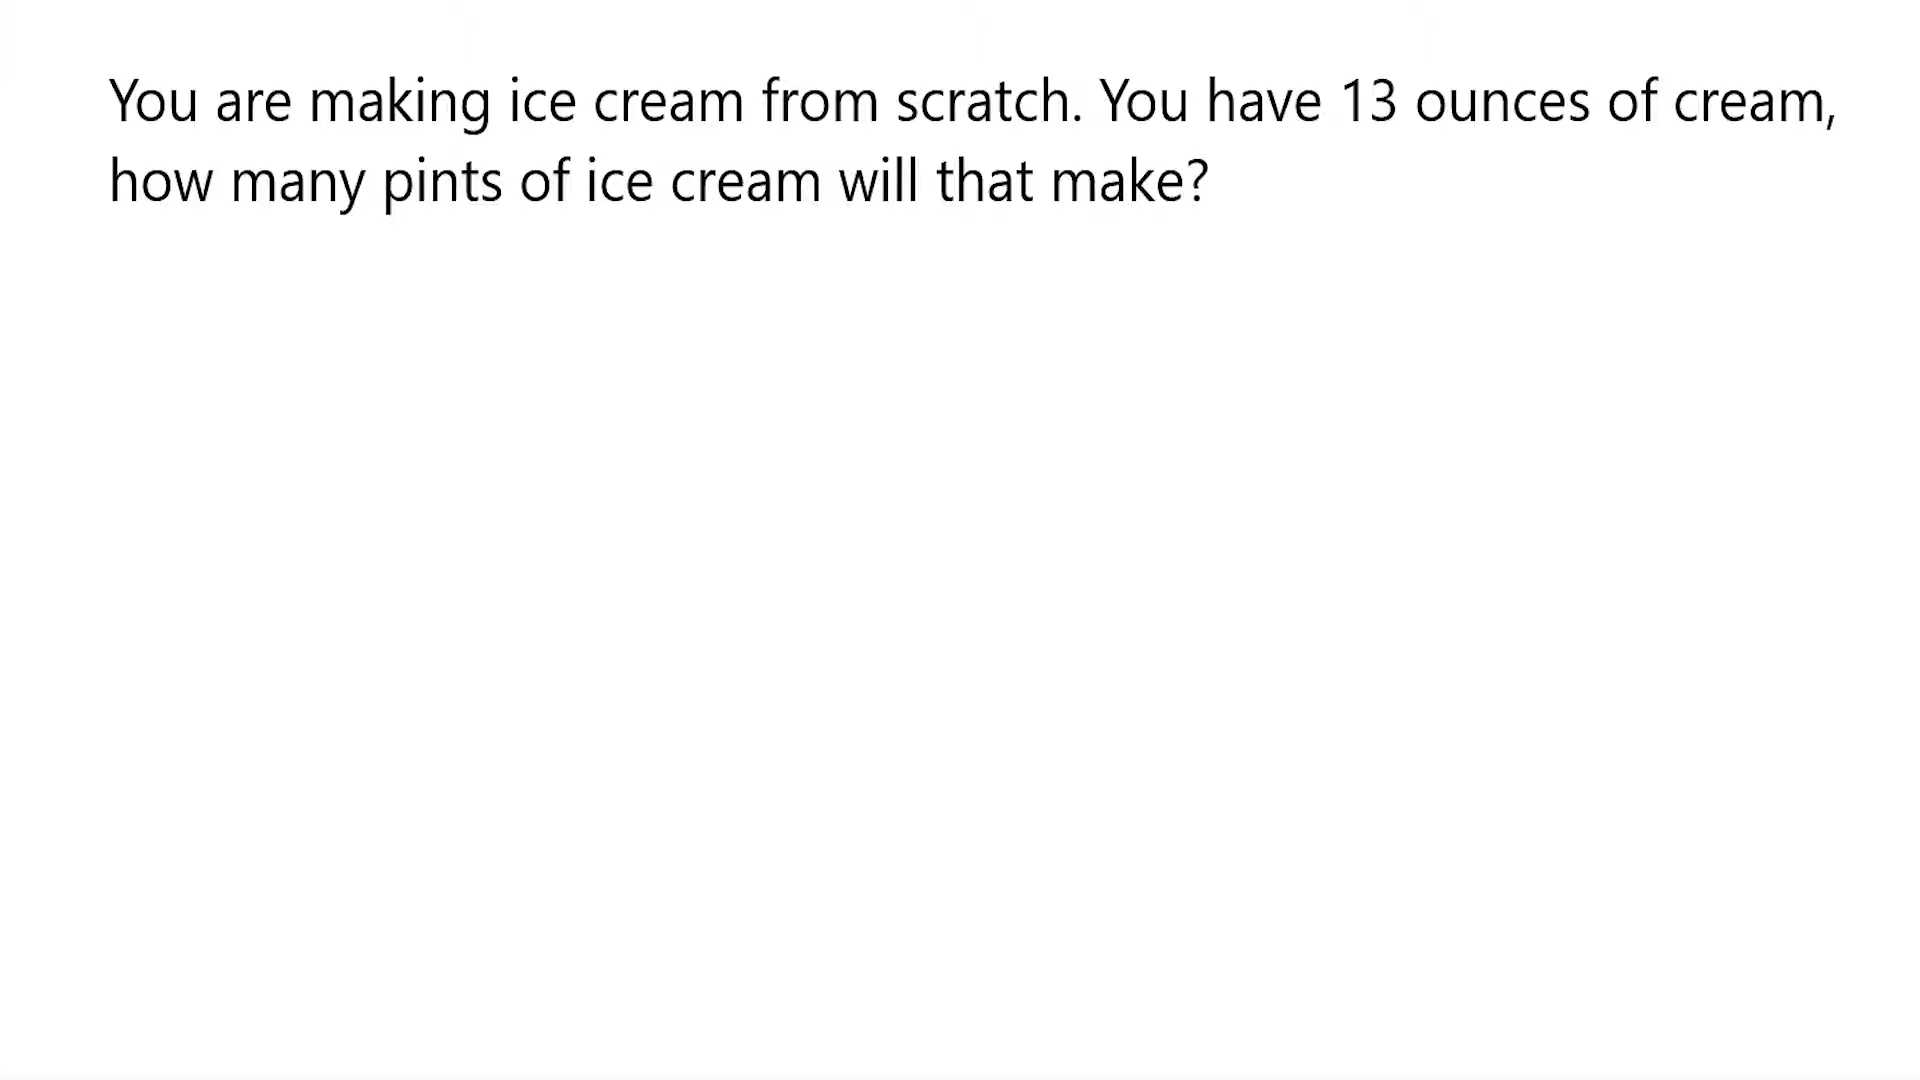 You are making ice cream from scratch. You have 13 ounces of cream,
how many pints of ice cream will that make?